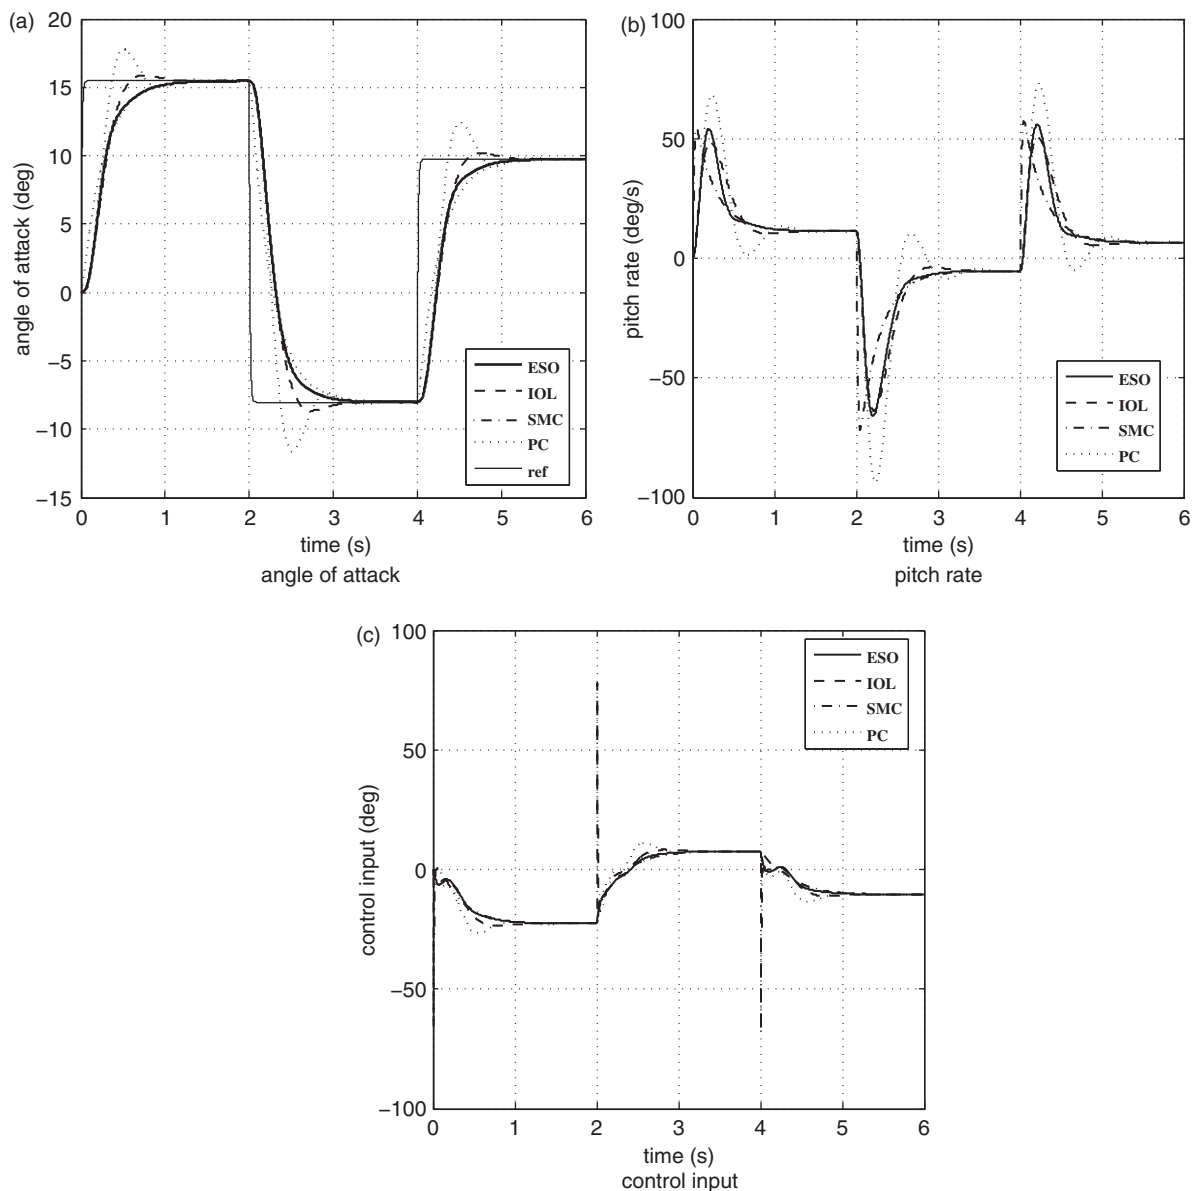 (a)
20
15
10
5
0
−5
−10
−15
angle of attack (deg)
ESO
IOL
SMC
PC
ref
0 1 2 3 4 5 6
time (s)
angle of attack
(b)
100
50
0
−50
−100
pitch rate (deg/s)
ESO
IOL
SMC
PC
0 1 2 3 4 5 6
time (s)
pitch rate
(c)
100
50
0
−50
−100
control input (deg)
ESO
IOL
SMC
PC
0 1 2 3 4 5 6
time (s)
control input